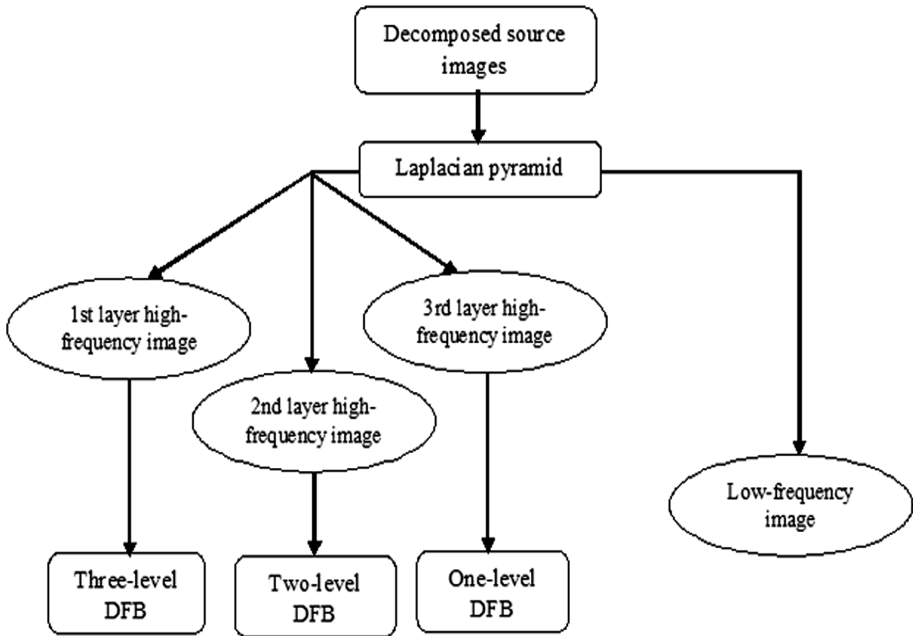 Decomposed source
images
Laplacian pyramid
1st layer high-
frequency image
3rd layer high-
frequency image
2nd layer high-
frequency image
Low-frequency
image
Three-level
DFB
Two-level
DFB
One-level
DFB